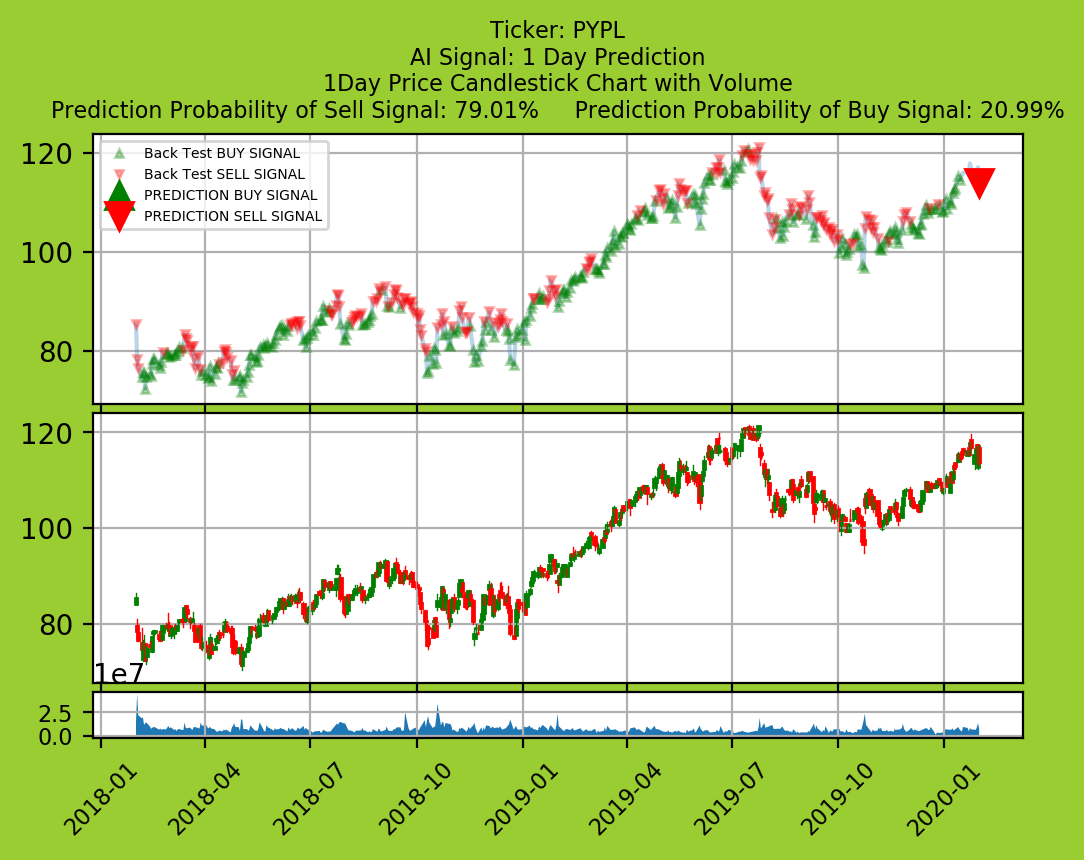 Ticker: PYPL
AI Signal: 1 Day Prediction
1Day Price Candlestick Chart with Volume
Prediction Probability of Sell Signal: 79.01% Prediction Probability of Buy Signal: 20.99%
120
100
80
Back Test BUY SIGNAL
Back Test SELL SIGNAL
PREDICTION BUY SIGNAL
PREDICTION SELL SIGNAL
120
100
80
1e7
2.5
0.0
2018-01 2018-04 2018-07 2018-10 2019-01 2019-04 2019-07 2019-10 2020-01